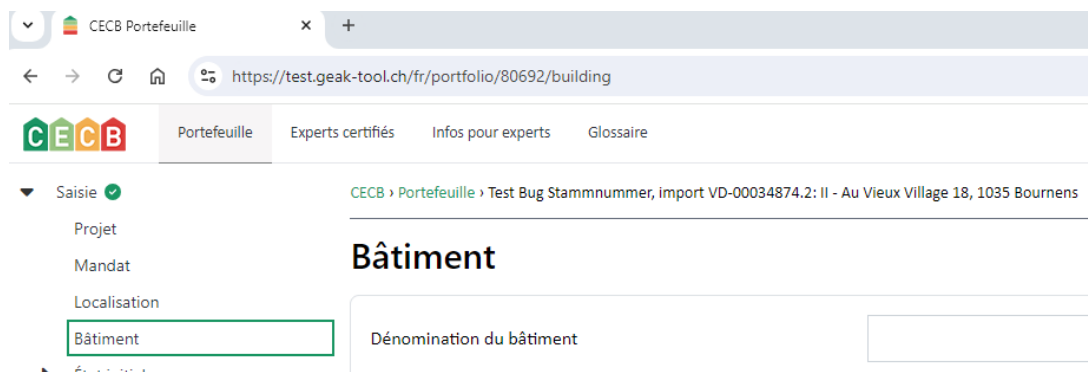 CECB Portefeuille
https://test.geak-tool.ch/fr/portfolio/80692/building
CECB Portefeuille Experts certifiés Infos pour experts Glossaire
Saisie
CECB › Portefeuille › Test Bug Stammnummer, import VD-00034874.2: II - Au Vieux Village 18, 1035 Bournens
Projet
Mandat
Localisation
Bâtiment
Bâtiment
Dénomination du bâtiment